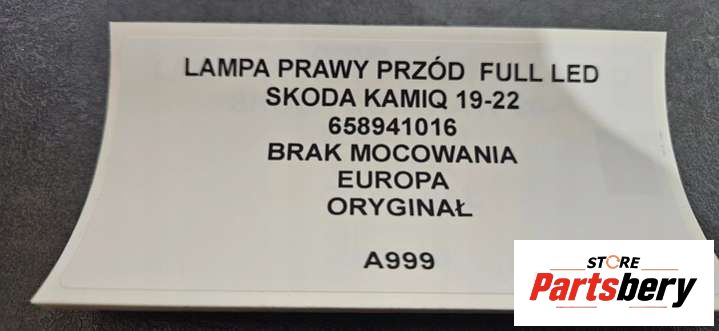 LAMPA PRAWY PRZÓD FULL LED
SKODA KAMIQ 19-22
658941016
BRAK MOCOWANIA
EUROPA
ORYGINAŁ
A999
STORE
Partsbery